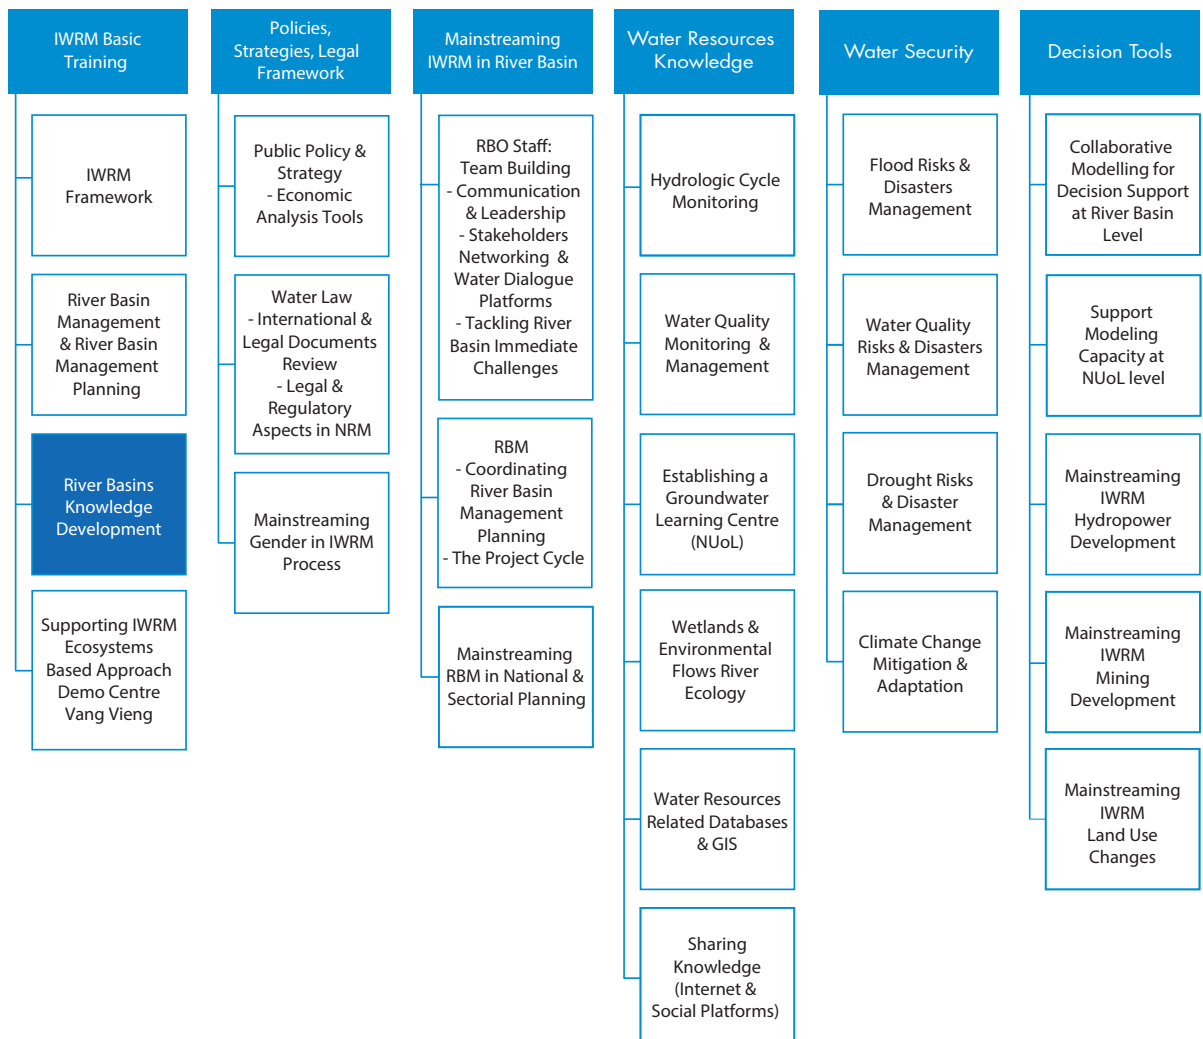 IWRM Basic
Training
IWRM
Framework
River Basin
Management
& River Basin
Management
Planning
River Basins
Knowledge
Development
Supporting IWRM
Ecosystems
Based Approach
Demo Centre
Vang Vieng
Policies,
Strategies, Legal
Framework
Public Policy &
Strategy
- Economic
Analysis Tools
Water Law
- International &
Legal Documents
Review
- Legal &
Regulatory
Aspects in NRM
Mainstreaming
Gender in IWRM
Process
Mainstreaming
IWRM in River Basin
RBO Staff:
Team Building
- Communication
& Leadership
- Stakeholders
Networking &
Water Dialogue
Platforms
- Tackling River
Basin Immediate
Challenges
RBM
- Coordinating
River Basin
Management
Planning
- The Project Cycle
Mainstreaming
RBM in National &
Sectorial Planning
Water Resources
Knowledge
Hydrologic Cycle
Monitoring
Water Quality
Monitoring &
Management
Establishing a
Groundwater
Learning Centre
(NUoL)
Wetlands &
Environmental
Flows River
Ecology
Water Resources
Related Databases
& GIS
Sharing
Knowledge
(Internet &
Social Platforms)
Water Security
Flood Risks &
Disasters
Management
Water Quality
Risks & Disasters
Management
Drought Risks
& Disaster
Management
Climate Change
Mitigation &
Adaptation
Decision Tools
Collaborative
Modelling for
Decision Support
at River Basin
Level
Support
Modeling
Capacity at
NUoL level
Mainstreaming
IWRM
Hydropower
Development
Mainstreaming
IWRM
Mining
Development
Mainstreaming
IWRM
Land Use
Changes